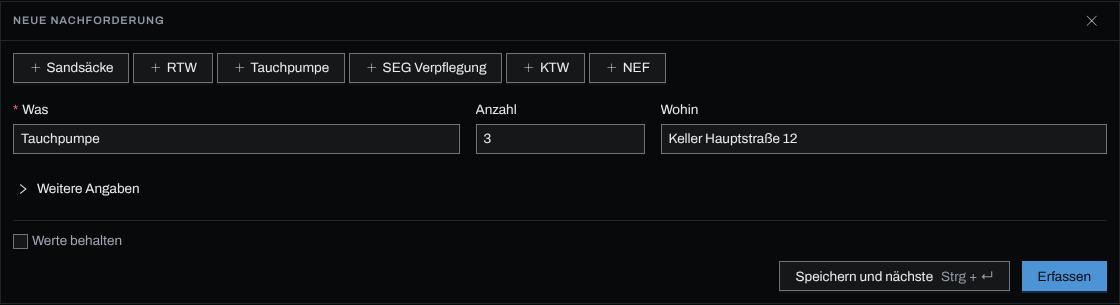 NEUE NACHFORDERUNG
+ Sandsäcke + RTW + Tauchpumpe + SEG Verpflegung + KTW + NEF
* Was Anzahl Wohin
Tauchpumpe 3 Keller Hauptstraße 12
Weitere Angaben
Werte behalten
Speichern und nächste Strg + ↵ Erfassen